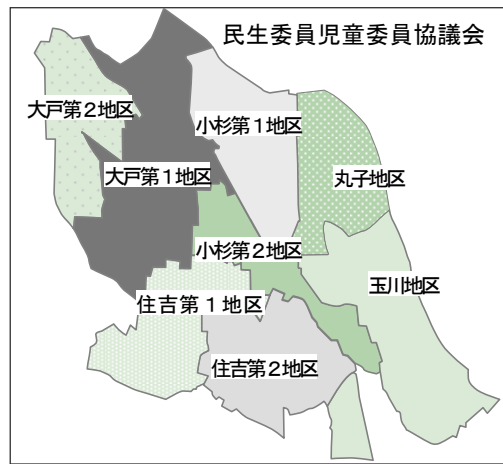 民生委員児童委員協議会
大戸第２地区
小杉第１地区
大戸第１地区
丸子地区
小杉第２地区
玉川地区
住吉第１地区
住吉第２地区